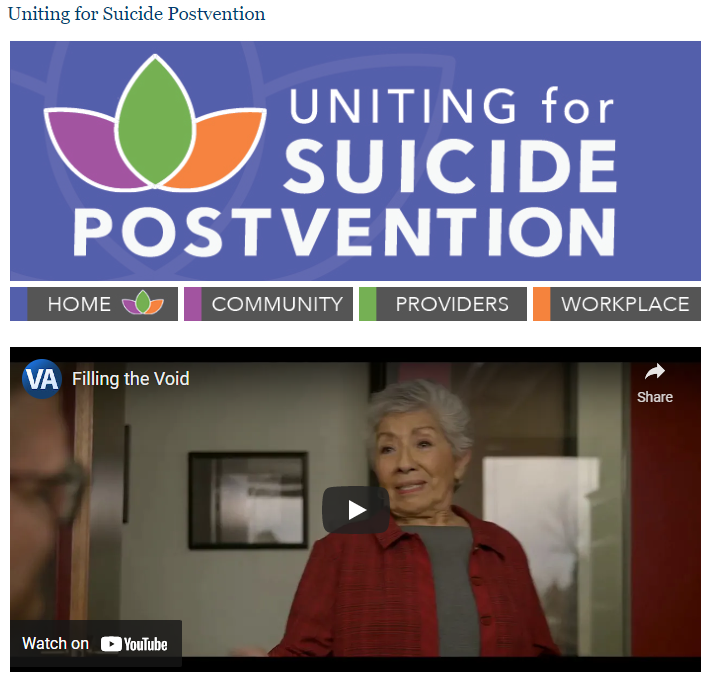 Uniting for Suicide Postvention
UNITING for
SUICIDE
POSTVENTION
HOME
COMMUNITY
PROVIDERS
WORKPLACE
VA
Filling the Void
Share
Watch on YouTube